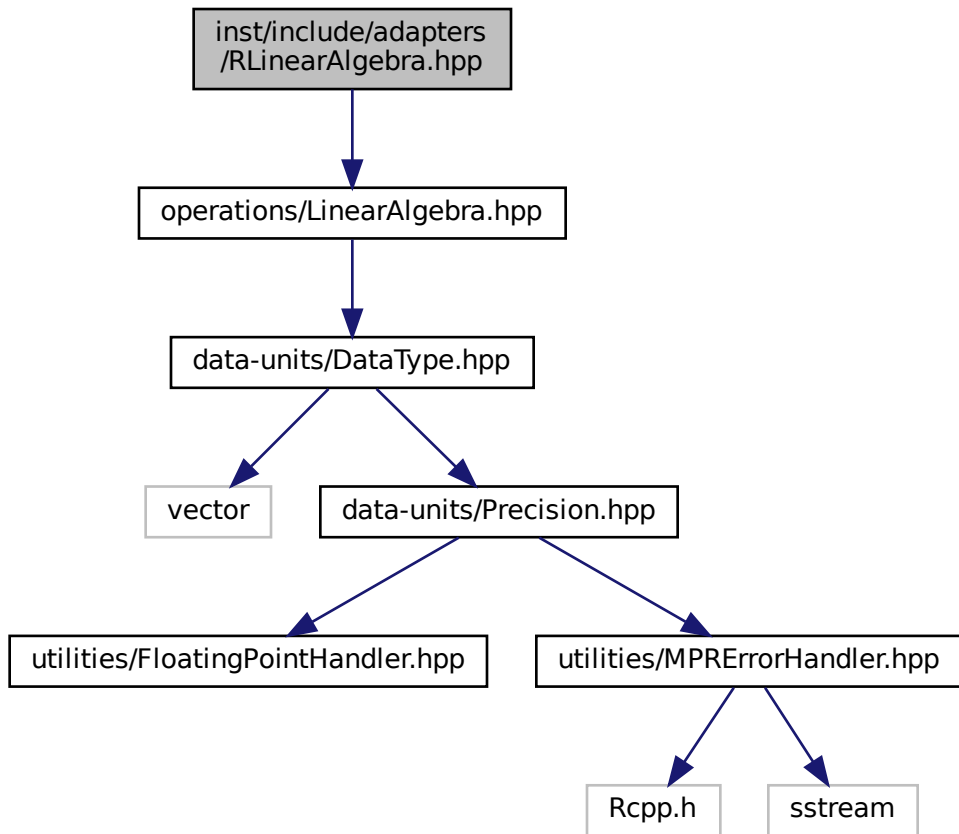 inst/include/adapters
/RLinearAlgebra.hpp
operations/LinearAlgebra.hpp
data-units/DataType.hpp
vector
data-units/Precision.hpp
utilities/FloatingPointHandler.hpp
utilities/MPRErrorHandler.hpp
Rcpp.h
sstream